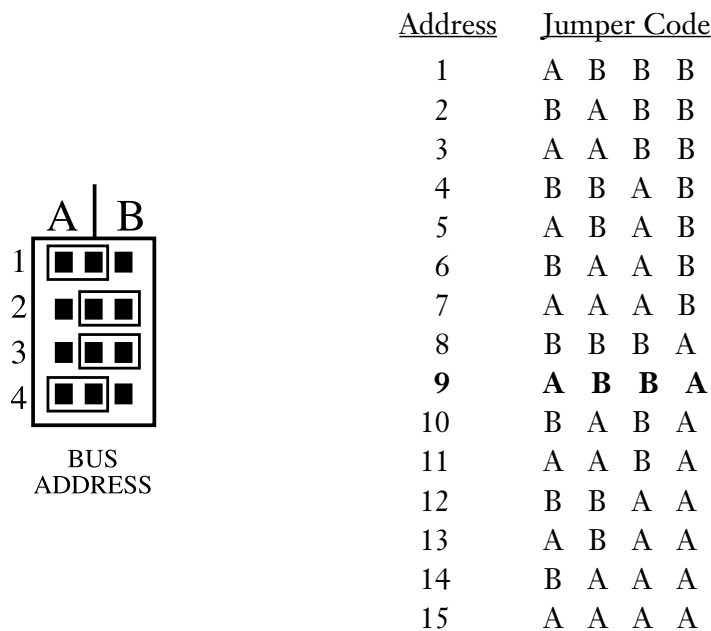 A B
1
2
3
4
BUS
ADDRESS
Address Jumper Code
1 A B B B
2 B A B B
3 A A B B
4 B B A B
5 A B A B
6 B A A B
7 A A A B
8 B B B A
9 A B B A
10 B A B A
11 A A B A
12 B B A A
13 A B A A
14 B A A A
15 A A A A